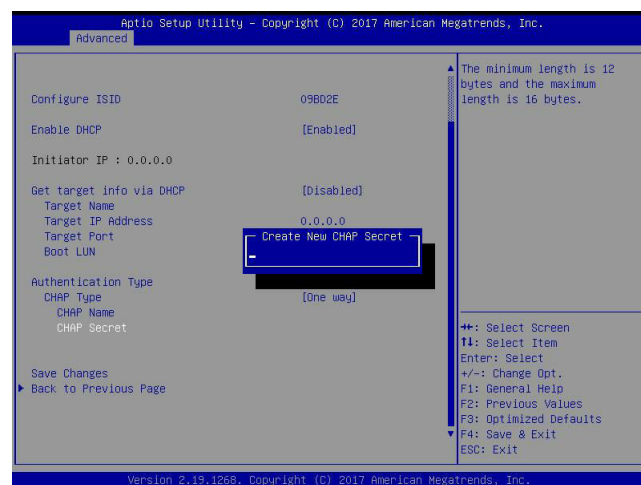 Aptio Setup Utility – Copyright (C) 2017 American Megatrends, Inc.
Advanced
Configure ISID 09BD2E
Enable DHCP [Enabled]
Initiator IP : 0.0.0.0
Get target info via DHCP [Disabled]
Target Name
Target IP Address 0.0.0.0
Target Port
Boot LUN
Create New CHAP Secret
Authentication Type
CHAP Type [One way]
CHAP Name
CHAP Secret
Save Changes
Back to Previous Page
The minimum length is 12
bytes and the maximum
length is 16 bytes.
→←: Select Screen
↑↓: Select Item
Enter: Select
+/-: Change Opt.
F1: General Help
F2: Previous Values
F3: Optimized Defaults
F4: Save & Exit
ESC: Exit
Version 2.19.1268. Copyright (C) 2017 American Megatrends, Inc.